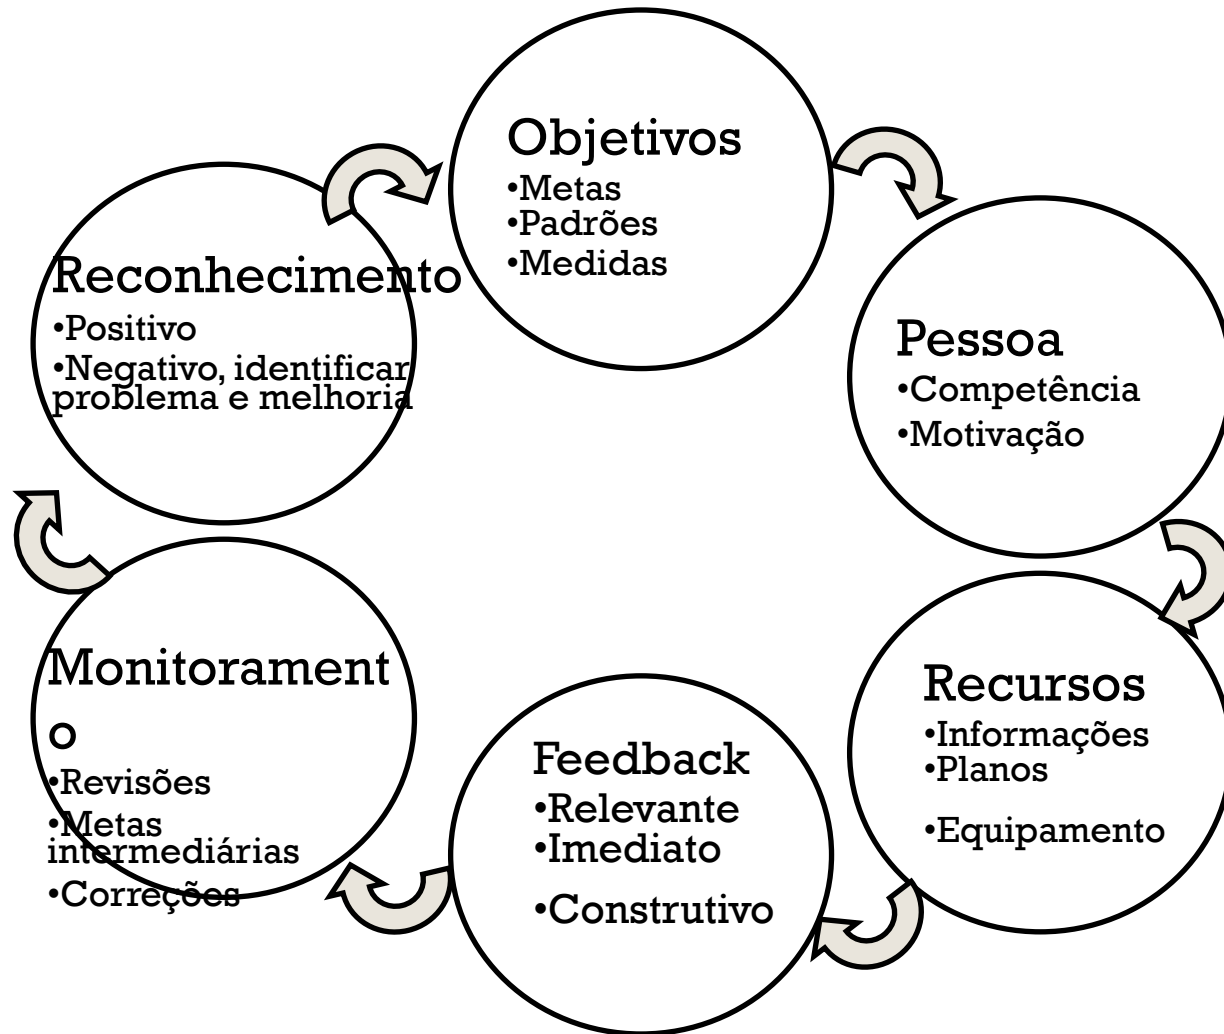 Objetivos
•Metas
•Padrões
•Medidas
Pessoa
•Competência
•Motivação
Recursos
•Informações
•Planos
•Equipamento
Feedback
•Relevante
•Imediato
•Construtivo
Monitorament
o
•Revisões
•Metas
intermediárias
•Correções
Reconhecimento
•Positivo
•Negativo, identificar
problema e melhoria